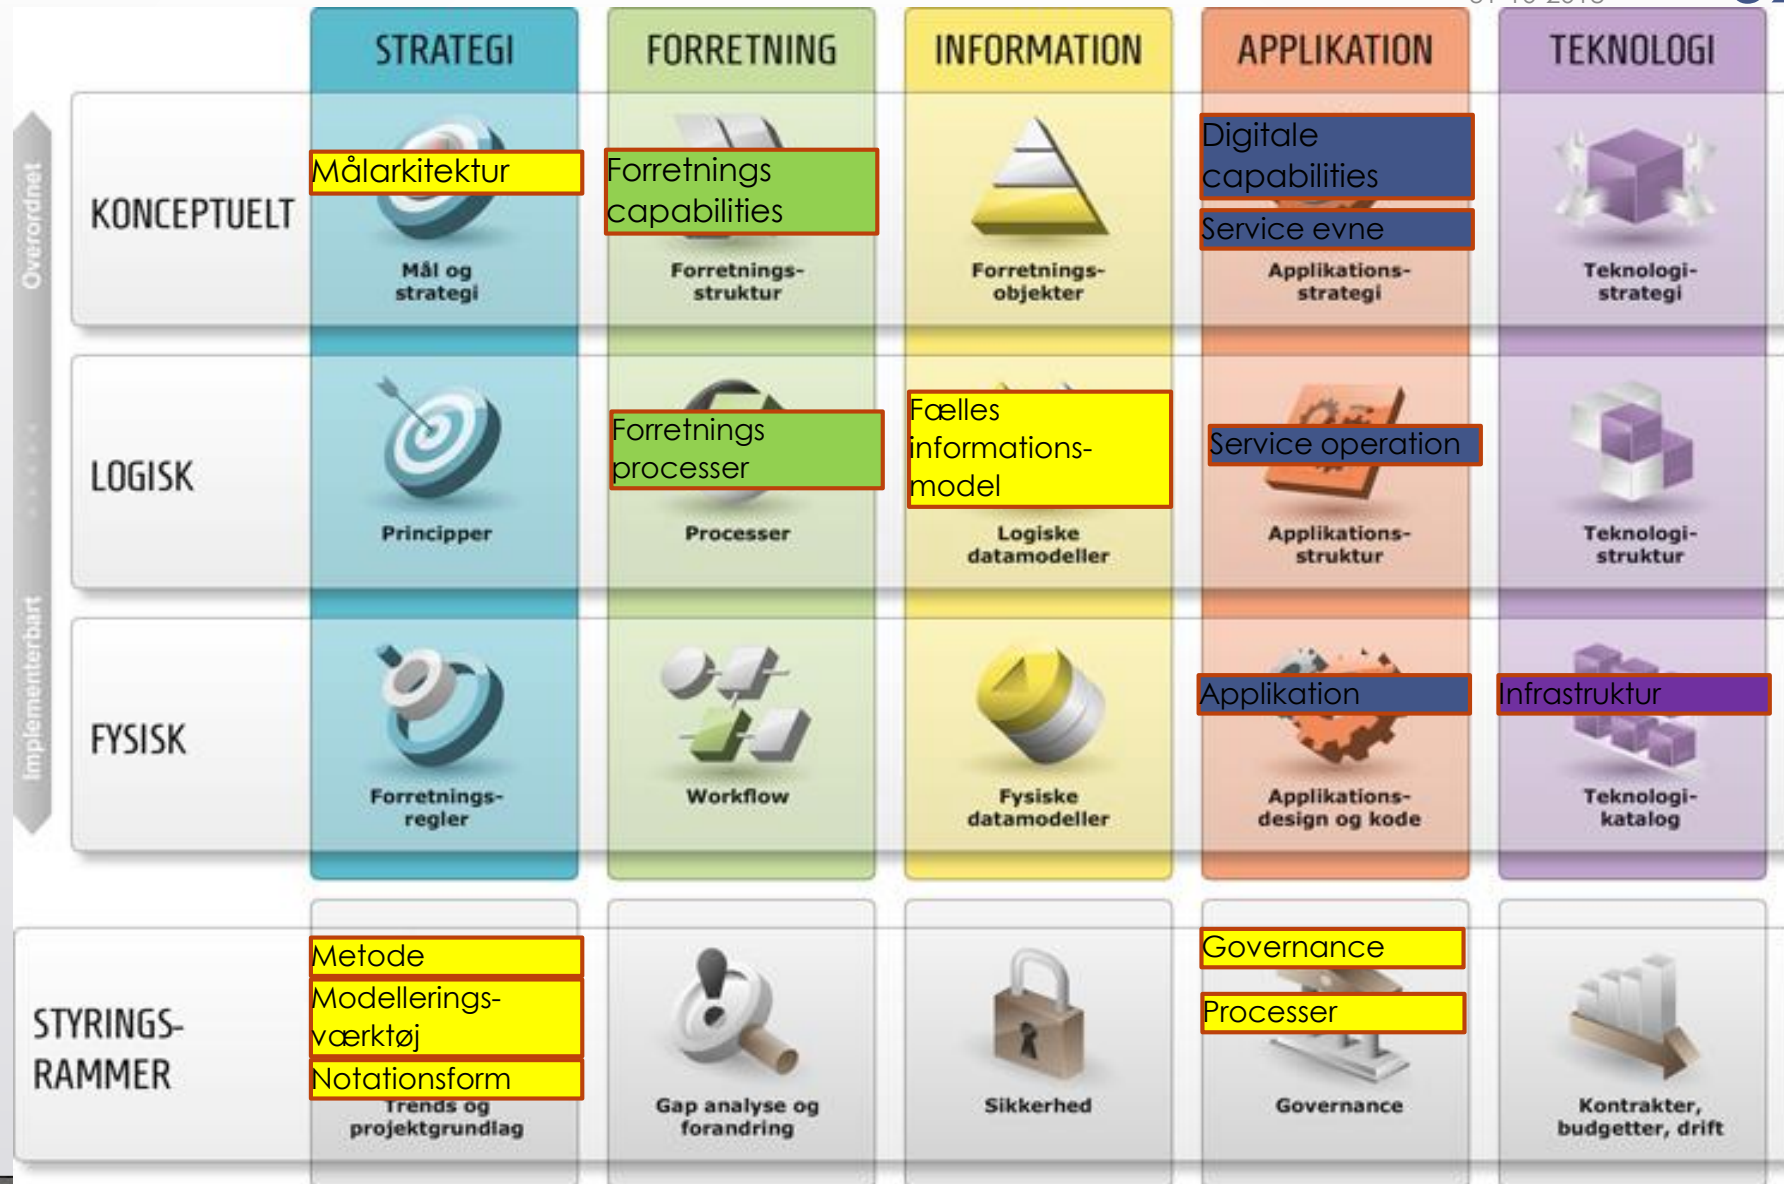 STRATEGI
FORRETNING
INFORMATION
APPLIKATION
TEKNOLOGI
Overordnet
Implementerbart
KONCEPTUELT
Målarkitektur
Mål og
strategi
Forretnings
capabilities
Forretnings-
struktur
Forretnings-
objekter
Digitale
capabilities
Service evne
Applikations-
strategi
Teknologi-
strategi
LOGISK
Principper
Forretnings
processer
Processer
Fælles
informations-
model
Logiske
datamodeller
Service operation
Applikations-
struktur
Teknologi-
struktur
FYSISK
Forretnings-
regler
Workflow
Fysiske
datamodeller
Applikation
Applikations-
design og kode
Infrastruktur
Teknologi-
katalog
STYRINGS-
RAMMER
Metode
Modellerings-
værktøj
Notationsform
Trends og
projektgrundlag
Gap analyse og
forandring
Sikkerhed
Governance
Processer
Governance
Kontrakter,
budgetter, drift